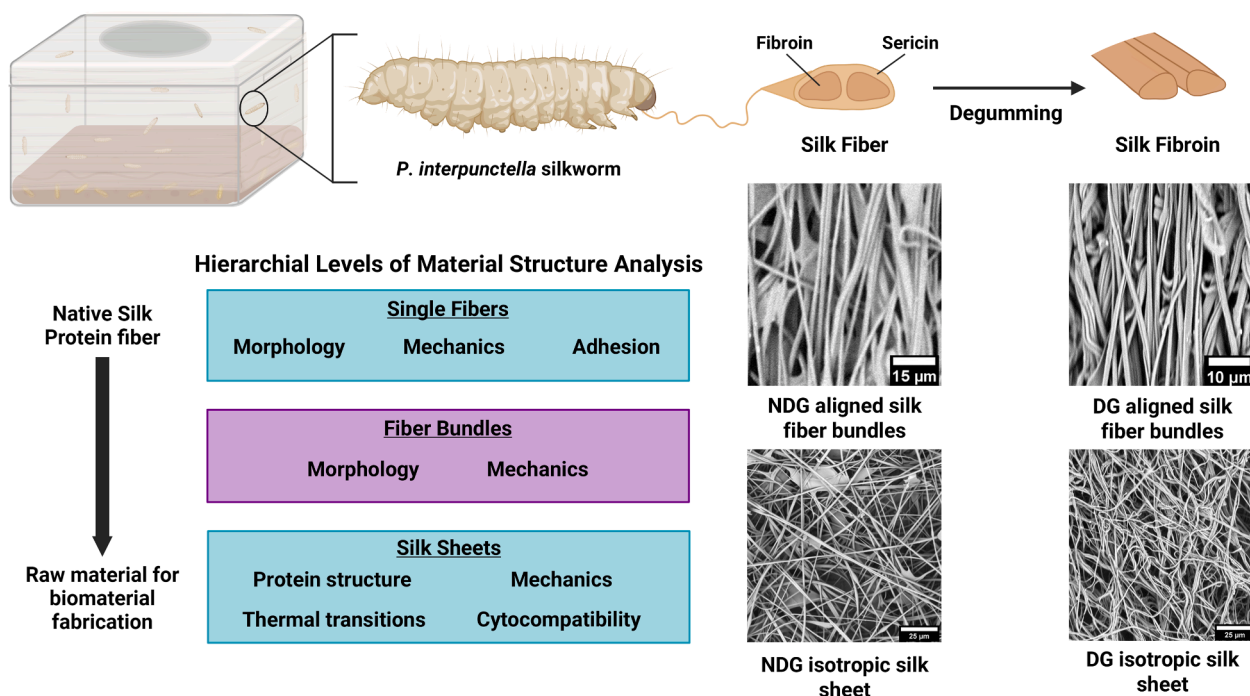 Fibroin
Sericin
Degumming
P. interpunctella silkworm
Silk Fiber
Silk Fibroin
Hierarchial Levels of Material Structure Analysis
Native Silk
Protein fiber
Raw material for
biomaterial
fabrication
Single Fibers
Morphology Mechanics Adhesion
Fiber Bundles
Morphology Mechanics
Silk Sheets
Protein structure Mechanics
Thermal transitions Cytocompatibility
15 µm
10 µm
NDG aligned silk
fiber bundles
DG aligned silk
fiber bundles
25 µm
25 µm
NDG isotropic silk
sheet
DG isotropic silk
sheet